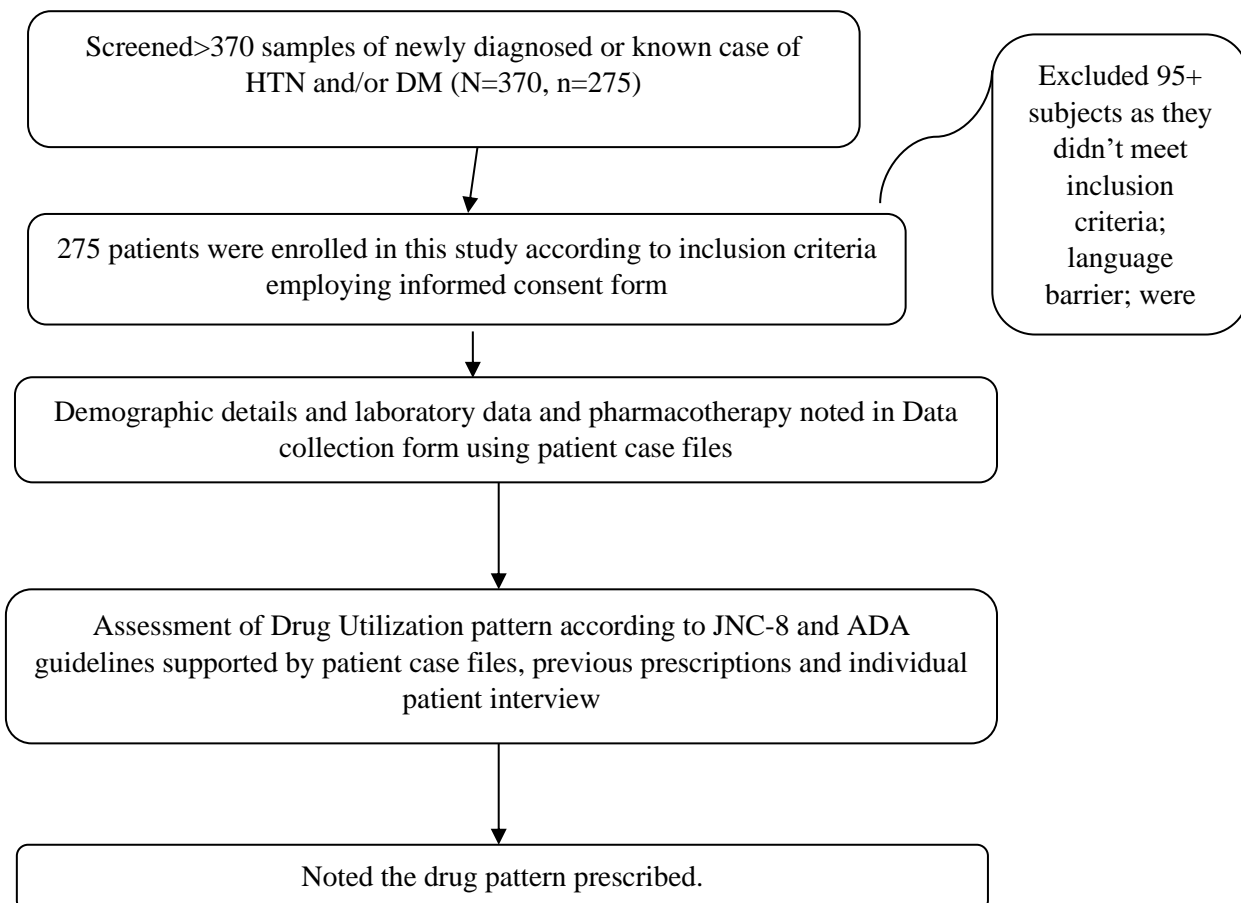 Screened>370 samples of newly diagnosed or known case of
HTN and/or DM (N=370, n=275)
Excluded 95+
subjects as they
didn’t meet
inclusion
criteria;
language
barrier; were
275 patients were enrolled in this study according to inclusion criteria
employing informed consent form
Demographic details and laboratory data and pharmacotherapy noted in Data
collection form using patient case files
Assessment of Drug Utilization pattern according to JNC-8 and ADA
guidelines supported by patient case files, previous prescriptions and individual
patient interview
Noted the drug pattern prescribed.